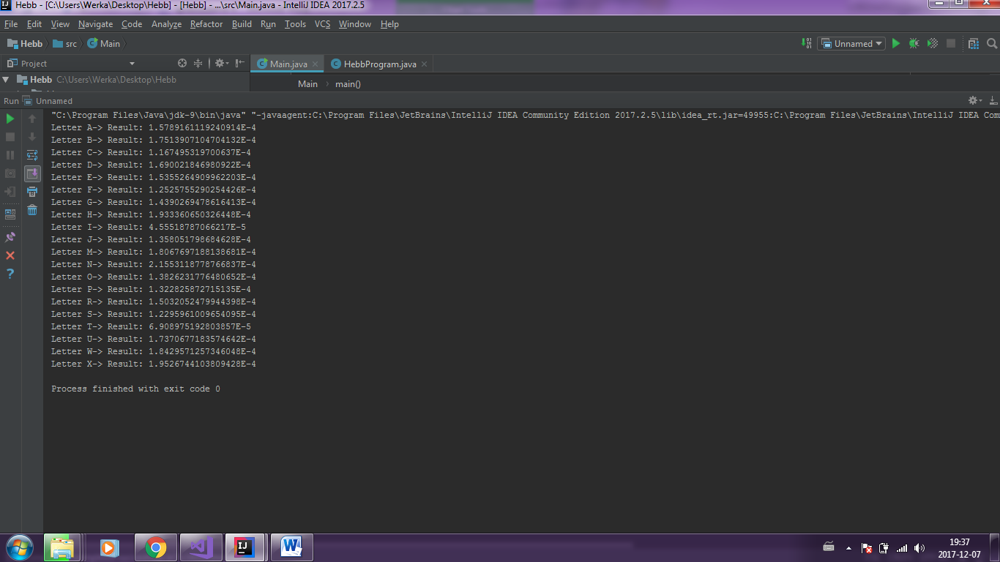 Hebb - [C:\Users\Werka\Desktop\Hebb] - [Hebb] - ...\src\Main.java - IntelliJ IDEA 2017.2.5
File Edit View Navigate Code Analyze Refactor Build Run Tools VCS Window Help
Hebb src Main Unnamed
Project Main.java HebbProgram.java
Hebb C:\Users\Werka\Desktop\Hebb Main main()
Run Unnamed
"C:\Program Files\Java\jdk-9\bin\java" "-javaagent:C:\Program Files\JetBrains\IntelliJ IDEA Community Edition 2017.2.5\lib\idea_rt.jar=49955:C:\Program Files\JetBrains\IntelliJ IDEA Com
Letter A-> Result: 1.5789161119240914E-4
Letter B-> Result: 1.7513907104704132E-4
Letter C-> Result: 1.167495319700637E-4
Letter D-> Result: 1.690021846980922E-4
Letter E-> Result: 1.5355264909962203E-4
Letter F-> Result: 1.2525755290254426E-4
Letter G-> Result: 1.4390269478616413E-4
Letter H-> Result: 1.933360650326448E-4
Letter I-> Result: 4.55518787066217E-5
Letter J-> Result: 1.358051798684628E-4
Letter M-> Result: 1.8067697188138681E-4
Letter N-> Result: 2.1553118778766837E-4
Letter O-> Result: 1.3826231776480652E-4
Letter P-> Result: 1.322825872715135E-4
Letter R-> Result: 1.5032052479944398E-4
Letter S-> Result: 1.2295961009654095E-4
Letter T-> Result: 6.908975192803857E-5
Letter U-> Result: 1.7370677183574642E-4
Letter W-> Result: 1.8429571257346048E-4
Letter X-> Result: 1.9526744103809428E-4
Process finished with exit code 0
19:37
2017-12-07